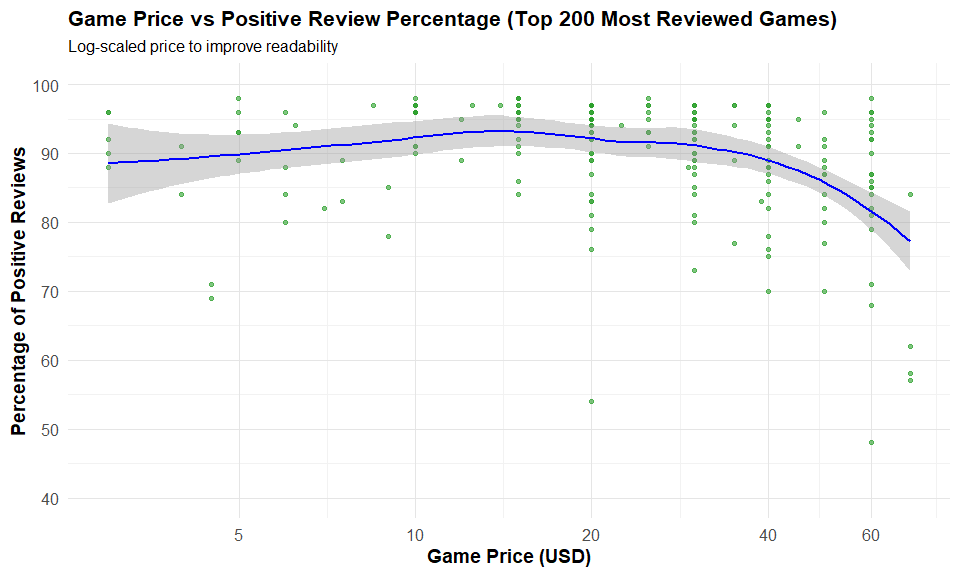 Game Price vs Positive Review Percentage (Top 200 Most Reviewed Games)
Log-scaled price to improve readability
Percentage of Positive Reviews
100
90
80
70
60
50
40
5 10 20 40 60
Game Price (USD)